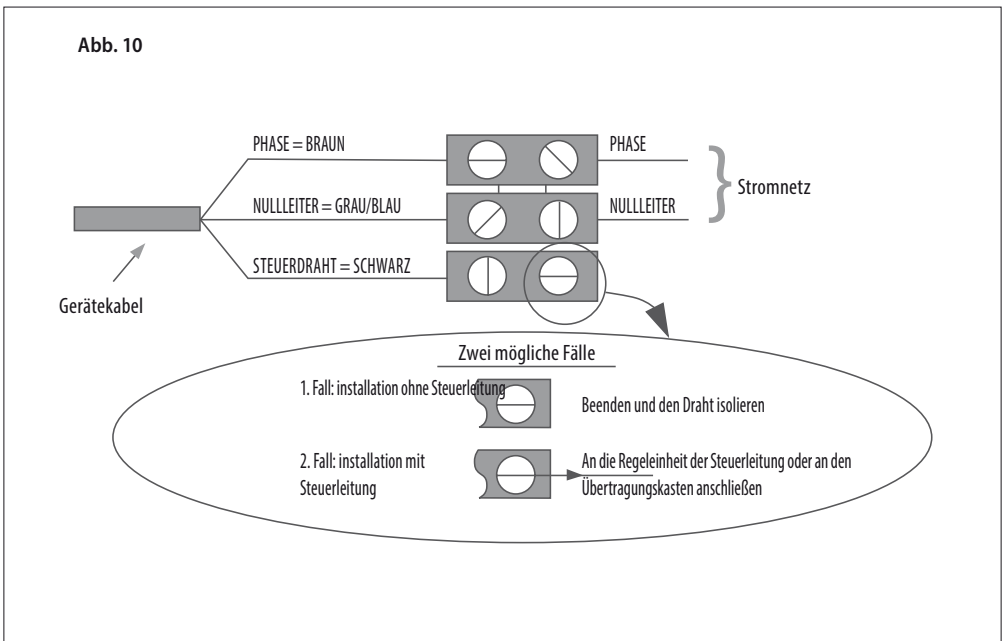 Abb. 10
PHASE = BRAUN
PHASE
NULLLEITER = GRAU/BLAU
NULLLEITER
Stromnetz
STEUERDRAHT = SCHWARZ
Gerätekabel
Zwei mögliche Fälle
1. Fall: installation ohne Steuerleitung
Beenden und den Draht isolieren
2. Fall: installation mit
Steuerleitung
An die Regeleinheit der Steuerleitung oder an den
Übertragungskasten anschließen